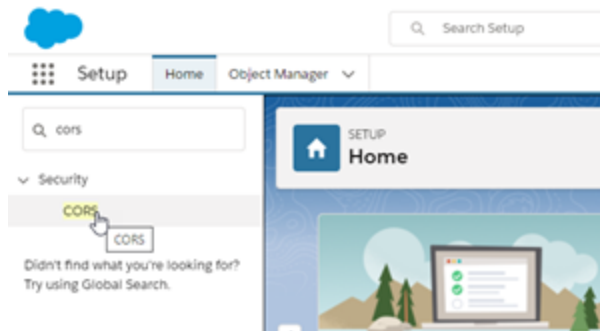 Search Setup
Setup
Home
Object Manager
cors
Security
CORS
CORS
Didn't find what you're looking for?
Try using Global Search.
SETUP
Home